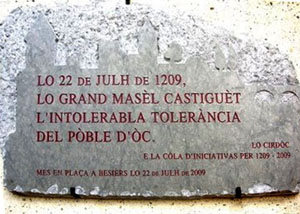 LO 22 DE JULH DE 1209,
LO GRAND MASÈL CASTIGUÈT
L'INTOLERABLA TOLERÀNCIA
DEL PÒBLE D'ÒC.
LO CIRDÒC
E LA CÒLA D'INICIATIVAS PER 1209 - 2009
MES EN PLAÇA A BESIERS LO 22 DE JULH DE 2009